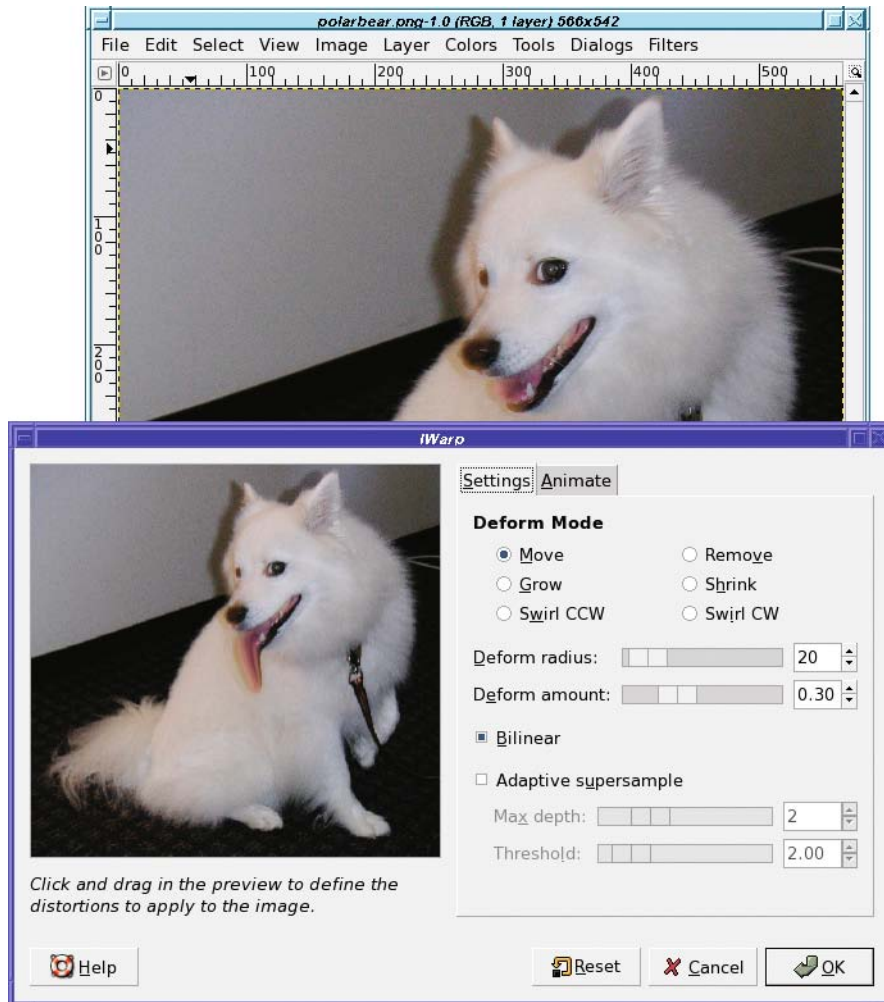 polarbear.png-1.0 (RGB, 1 layer) 566x542
File Edit Select View Image Layer Colors Tools Dialogs Filters
0 100 200 300 400 500
0
100
200
IWarp
Settings Animate
Deform Mode
Move Remove
Grow Shrink
Swirl CCW Swirl CW
Deform radius: 20
Deform amount: 0.30
Bilinear
Adaptive supersample
Max depth: 2
Threshold: 2.00
Click and drag in the preview to define the
distortions to apply to the image.
Help Reset Cancel OK